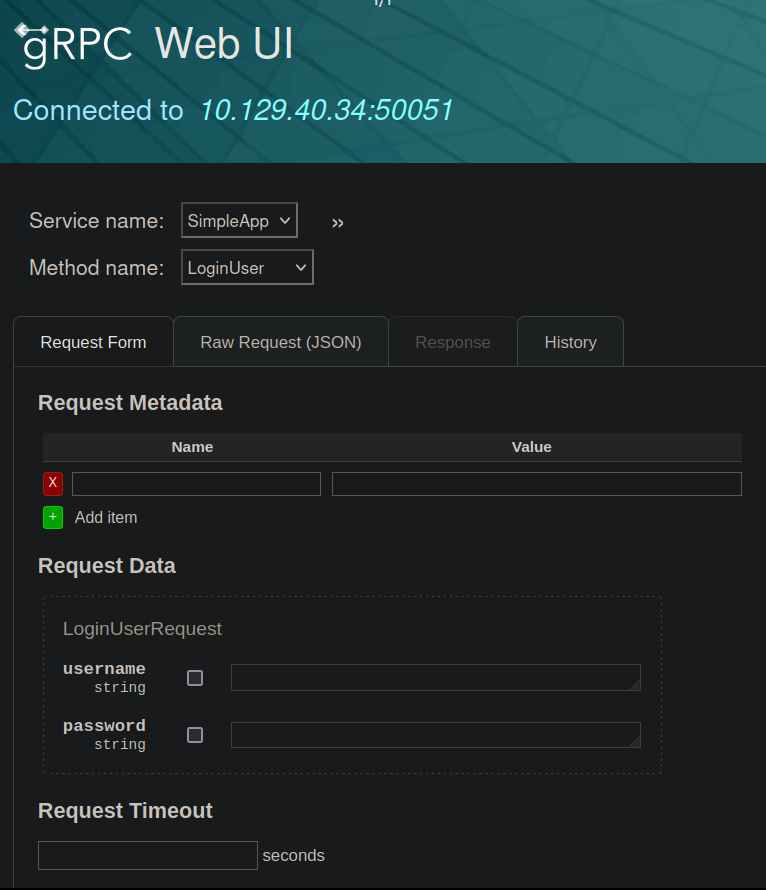 gRPC Web UI
Connected to 10.129.40.34:50051
Service name: SimpleApp »
Method name: LoginUser
Request Form Raw Request (JSON) Response History
Request Metadata
Name Value
X
+ Add item
Request Data
LoginUserRequest
username
string
password
string
Request Timeout
seconds